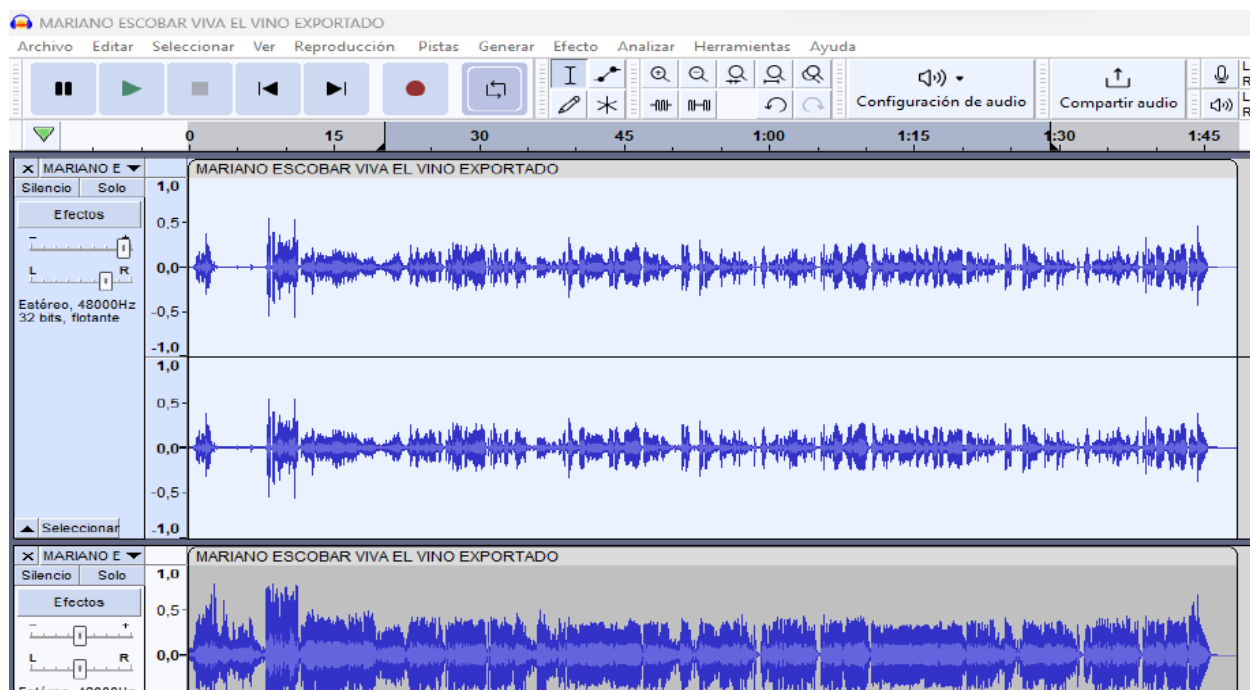 MARIANO ESCOBAR VIVA EL VINO EXPORTADO
Archivo Editar Seleccionar Ver Reproducción Pistas Generar Efecto Analizar Herramientas Ayuda
Configuración de audio Compartir audio
L
R
L
R
0 15 30 45 1:00 1:15 1:30 1:45
MARIANO E MARIANO ESCOBAR VIVA EL VINO EXPORTADO
Silencio Solo 1,0
Efectos
0,5
- +
L R 0,0
Estéreo, 48000Hz
32 bits, flotante -0,5
-1,0
1,0
0,5
0,0
-0,5
Seleccionar -1,0
MARIANO E MARIANO ESCOBAR VIVA EL VINO EXPORTADO
Silencio Solo 1,0
Efectos 0,5
- +
L R 0,0
Estéreo, 48000Hz